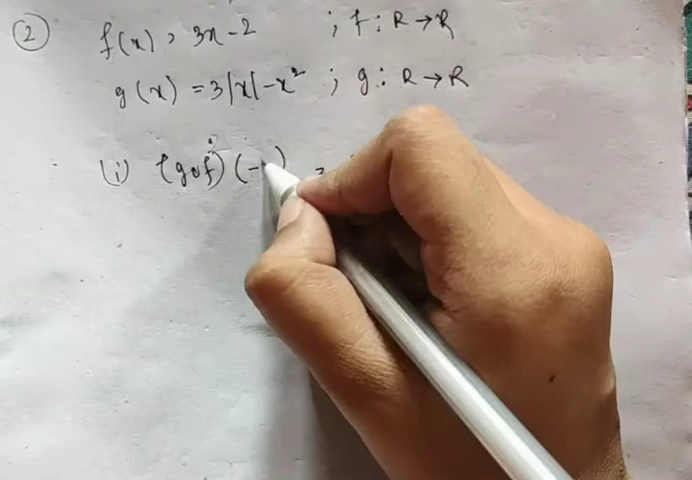 ② f(x) = 3x-2 ; f: R→R
g(x) = 3|x|-x² ; g: R→R
(i) (gof)(- ) =